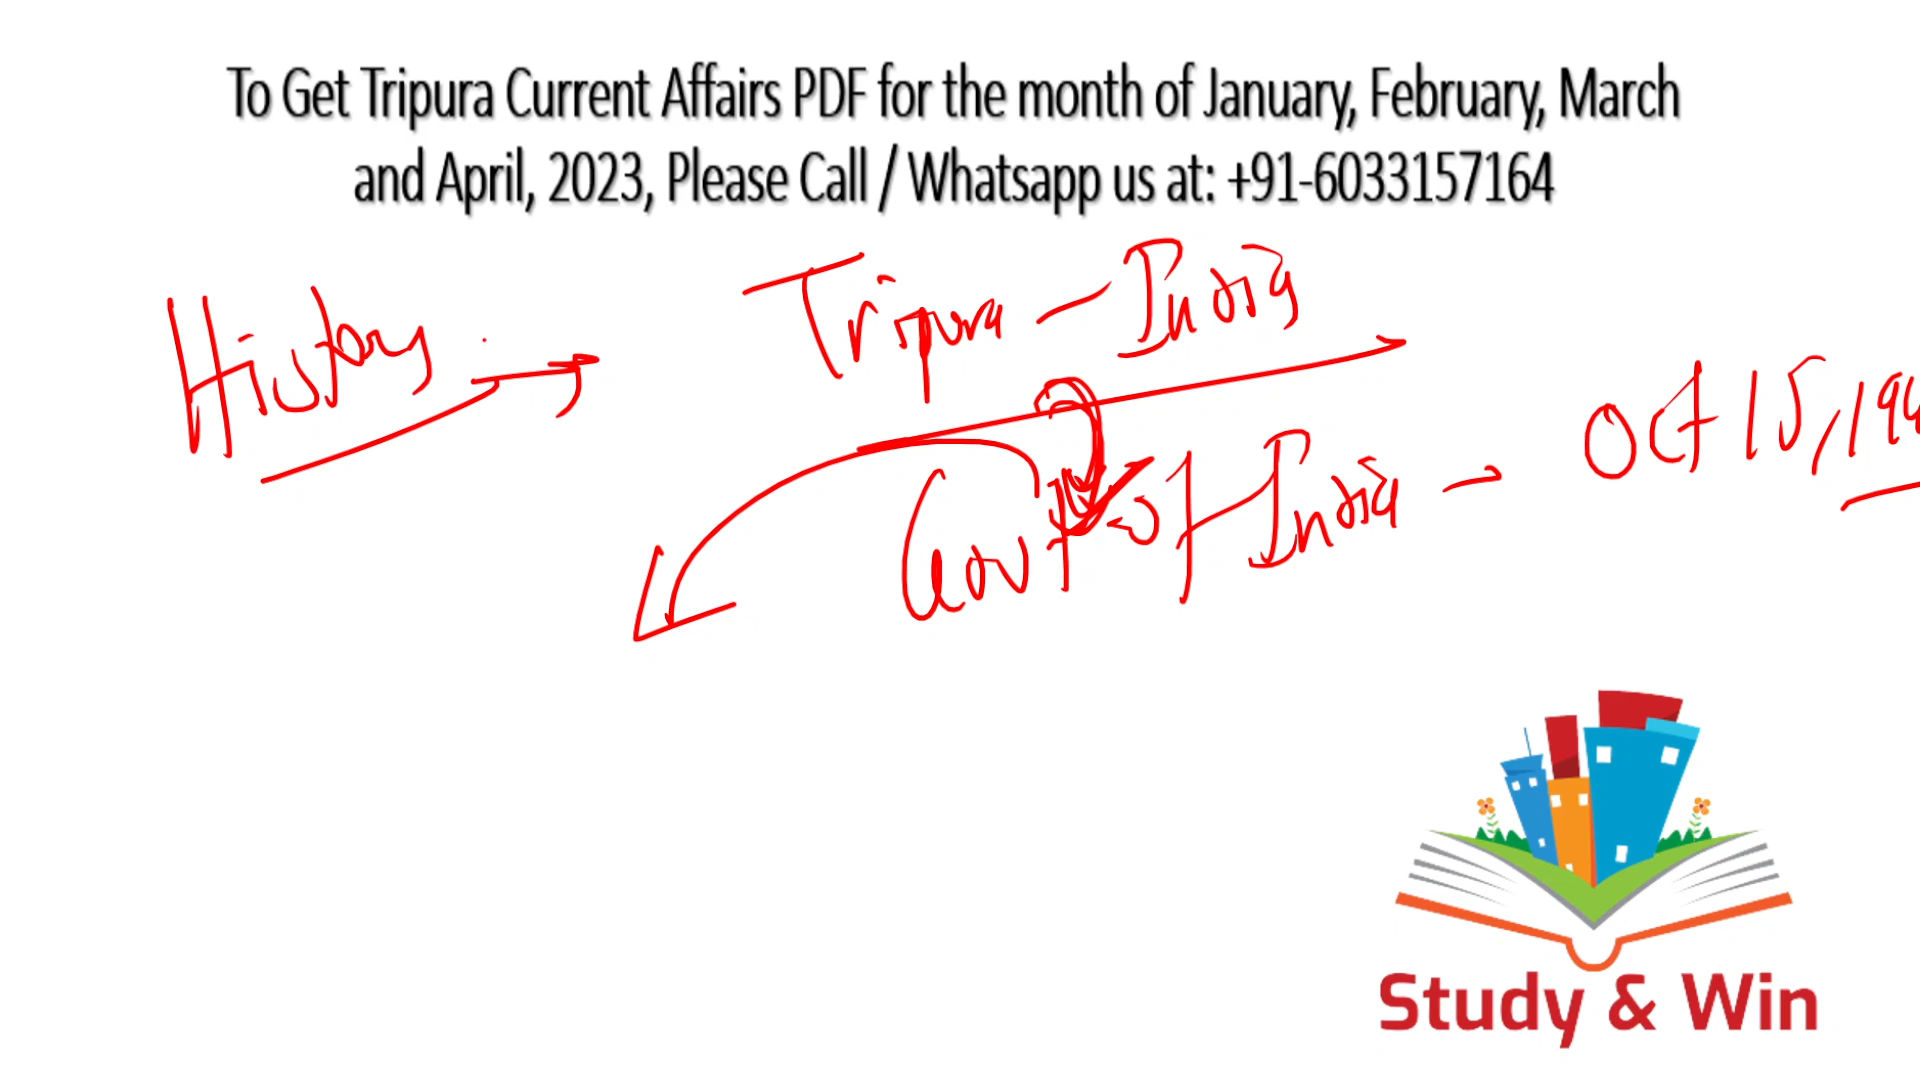 To Get Tripura Current Affairs PDF for the month of January, February, March
and April, 2023, Please Call / Whatsapp us at: +91-6033157164
History
Tripura - India
Govt of India - Oct 15, 194
Study & Win